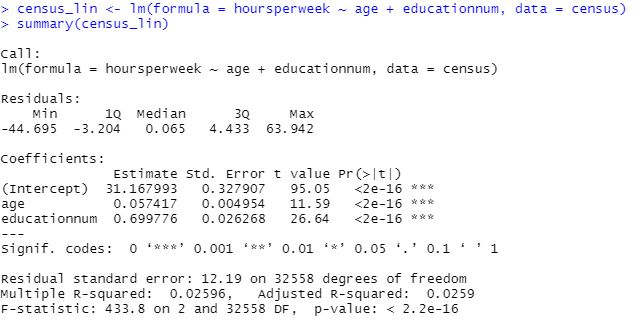 > census_lin <- lm(formula = hoursperweek ~ age + educationnum, data = census)
> summary(census_lin)
Call:
lm(formula = hoursperweek ~ age + educationnum, data = census)
Residuals:
    Min      1Q  Median      3Q     Max
-44.695  -3.204   0.065   4.433  63.942
Coefficients:
              Estimate Std. Error t value Pr(>|t|)
(Intercept)  31.167993   0.327907   95.05   <2e-16 ***
age           0.057417   0.004954   11.59   <2e-16 ***
educationnum  0.699776   0.026268   26.64   <2e-16 ***
---
Signif. codes:  0 ‘***’ 0.001 ‘**’ 0.01 ‘*’ 0.05 ‘.’ 0.1 ‘ ’ 1
Residual standard error: 12.19 on 32558 degrees of freedom
Multiple R-squared:  0.02596,	Adjusted R-squared:  0.0259
F-statistic: 433.8 on 2 and 32558 DF,  p-value: < 2.2e-16